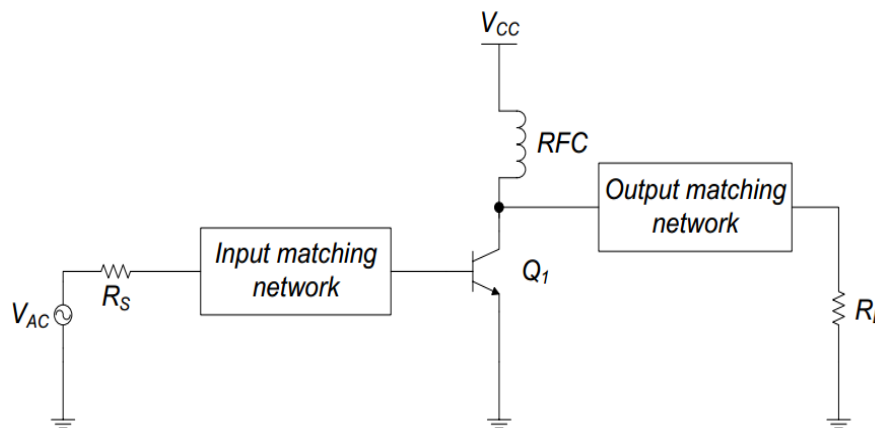 V_CC
RFC
Output matching
network
Input matching
network
Q_1
R_S
V_AC